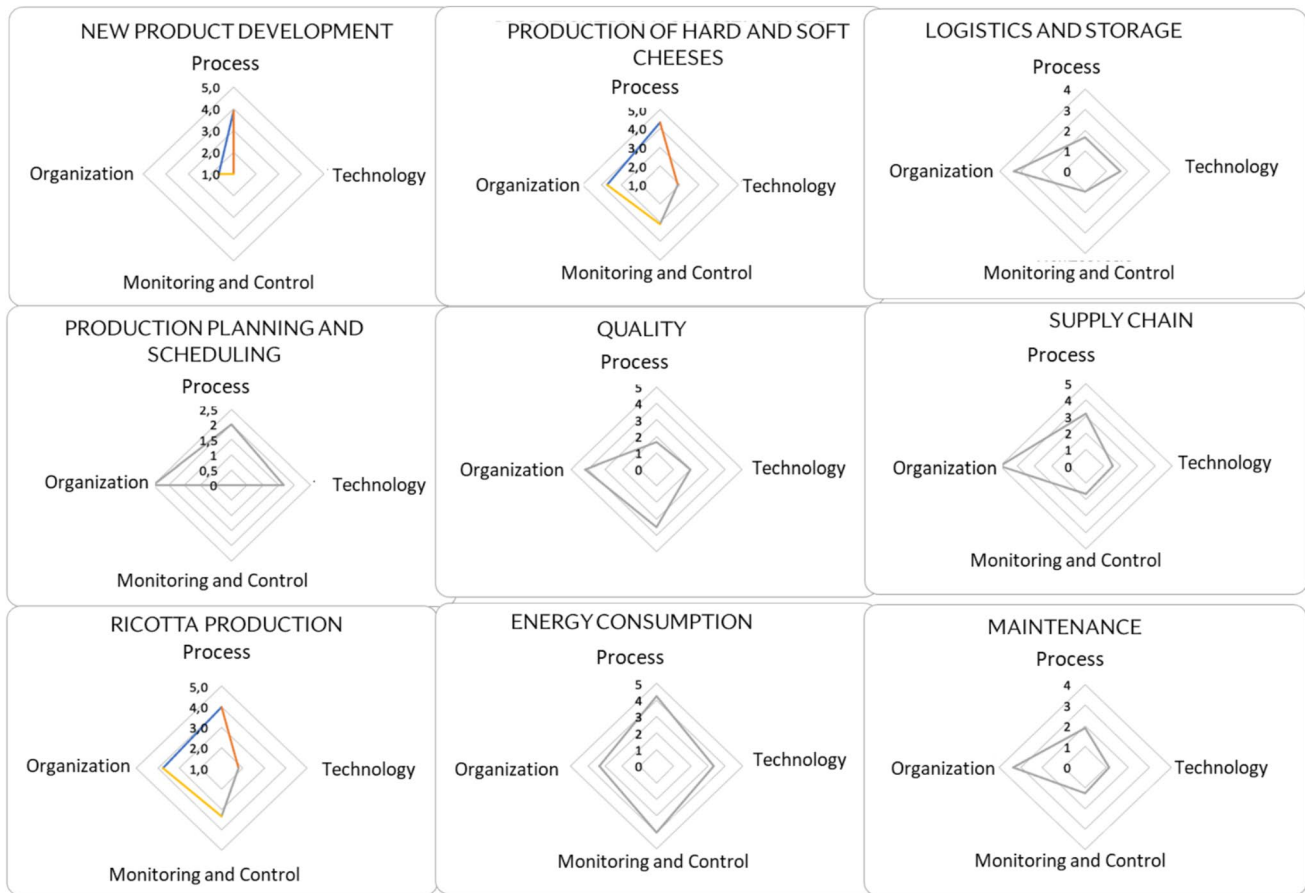 NEW PRODUCT DEVELOPMENT
Process
5,0
4,0
3,0
2,0
1,0
Organization
Technology
Monitoring and Control
PRODUCTION OF HARD AND SOFT
CHEESES
Process
5,0
4,0
3,0
2,0
1,0
Organization
Technology
Monitoring and Control
LOGISTICS AND STORAGE
Process
4
3
2
1
0
Organization
Technology
Monitoring and Control
PRODUCTION PLANNING AND
SCHEDULING
Process
2,5
2
1,5
1
0,5
0
Organization
Technology
Monitoring and Control
QUALITY
Process
5
4
3
2
1
0
Organization
Technology
SUPPLY CHAIN
Process
5
4
3
2
1
0
Organization
Technology
Monitoring and Control
RICOTTA PRODUCTION
Process
5,0
4,0
3,0
2,0
1,0
Organization
Technology
Monitoring and Control
ENERGY CONSUMPTION
Process
5
4
3
2
1
0
Organization
Technology
Monitoring and Control
MAINTENANCE
Process
4
3
2
1
0
Organization
Technology
Monitoring and Control